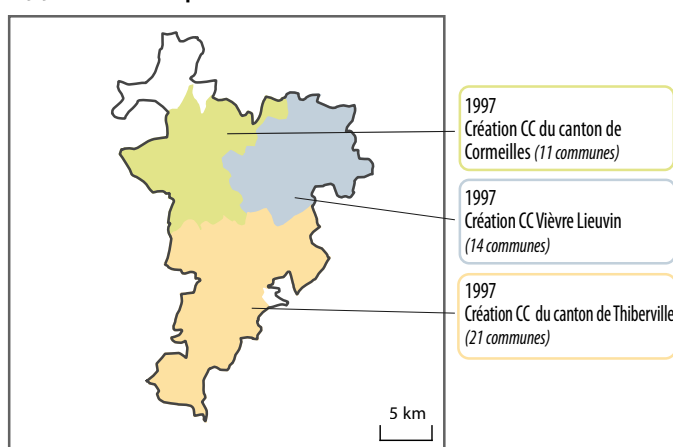 1997
Création CC du canton de
Cormeilles (11 communes)
1997
Création CC Vièvre Lieuvin
(14 communes)
1997
Création CC du canton de Thiberville
(21 communes)
5 km